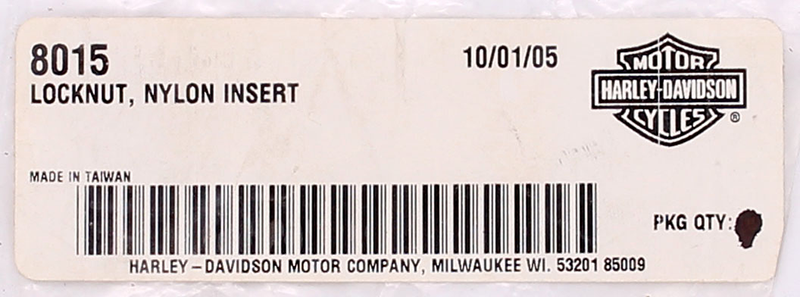 8015
10/01/05
LOCKNUT, NYLON INSERT
MOTOR
HARLEY-DAVIDSON
CYCLES
®
MADE IN TAIWAN
PKG QTY:
HARLEY-DAVIDSON MOTOR COMPANY, MILWAUKEE WI. 53201 85009